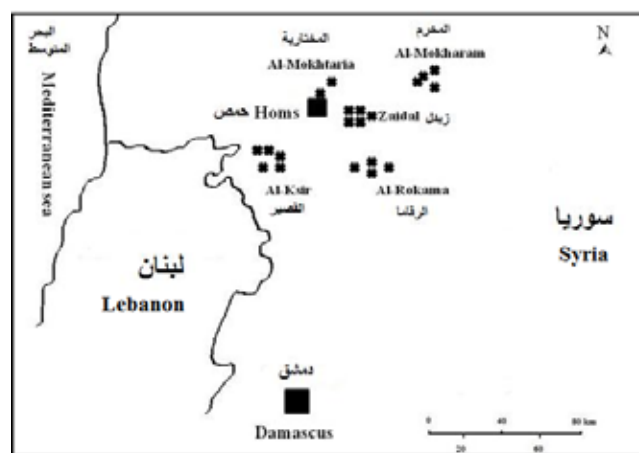 البحر
المتوسط
Mediterranean sea
المختارية
Al-Mokhtaria
المخرم
Al-Mokharam
N
حمص Homs
Zaidal زيدل
Al-Ksir
القصير
Al-Rokama
الرقاما
سوريا
Syria
لبنان
Lebanon
دمشق
Damascus
0 40 80 km
20 60